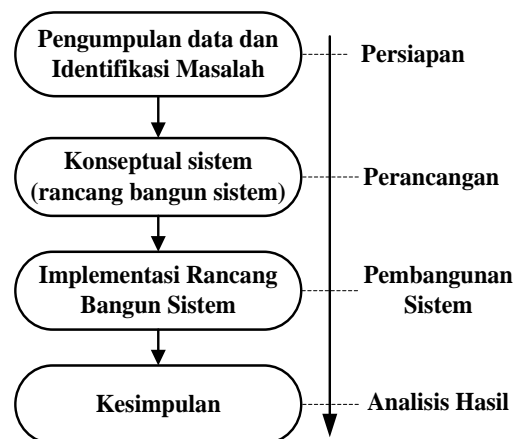 Pengumpulan data dan
Identifikasi Masalah
Persiapan
Konseptual sistem
(rancang bangun sistem)
Perancangan
Implementasi Rancang
Bangun Sistem
Pembangunan
Sistem
Kesimpulan
Analisis Hasil